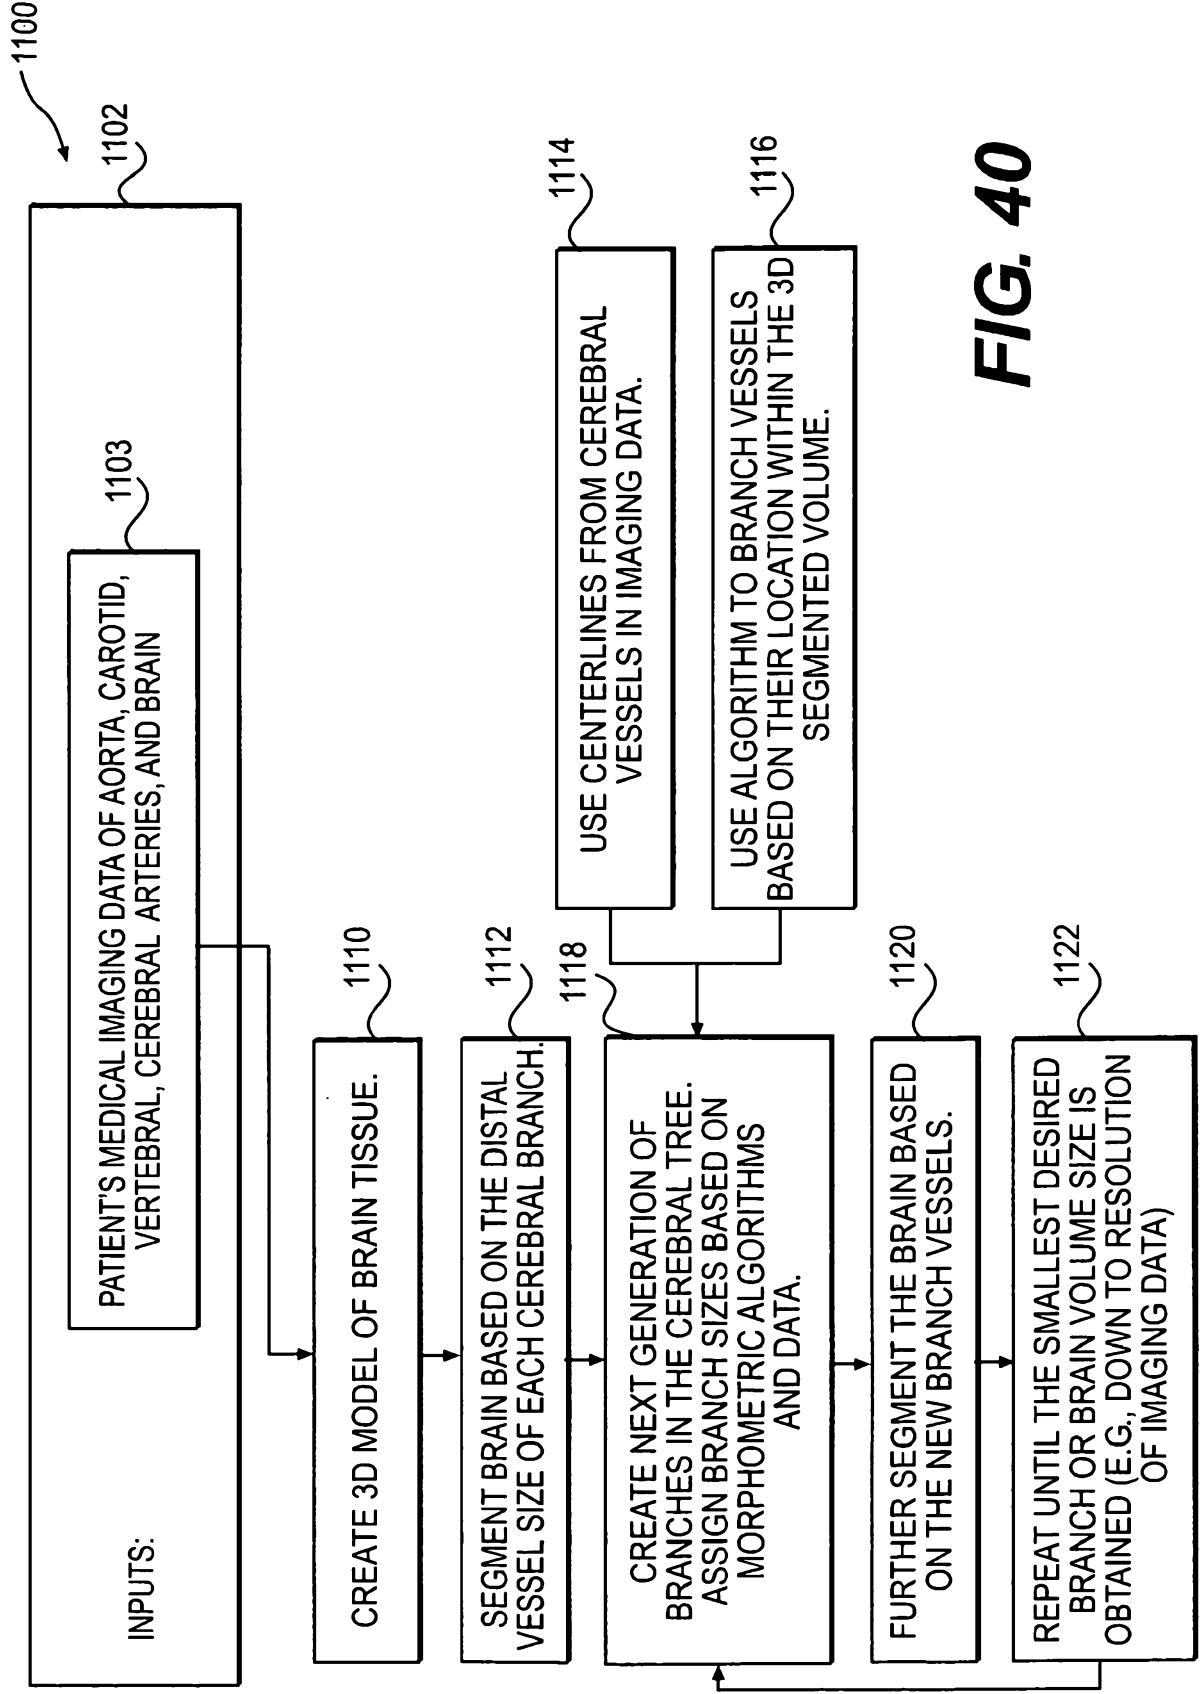 1100
1102
INPUTS:
1103
PATIENT'S MEDICAL IMAGING DATA OF AORTA, CAROTID,
VERTEBRAL, CEREBRAL ARTERIES, AND BRAIN
1110
CREATE 3D MODEL OF BRAIN TISSUE.
1112
SEGMENT BRAIN BASED ON THE DISTAL
VESSEL SIZE OF EACH CEREBRAL BRANCH.
1114
USE CENTERLINES FROM CEREBRAL
VESSELS IN IMAGING DATA.
1116
USE ALGORITHM TO BRANCH VESSELS
BASED ON THEIR LOCATION WITHIN THE 3D
SEGMENTED VOLUME.
1118
CREATE NEXT GENERATION OF
BRANCHES IN THE CEREBRAL TREE.
ASSIGN BRANCH SIZES BASED ON
MORPHOMETRIC ALGORITHMS
AND DATA.
1120
FURTHER SEGMENT THE BRAIN BASED
ON THE NEW BRANCH VESSELS.
1122
REPEAT UNTIL THE SMALLEST DESIRED
BRANCH OR BRAIN VOLUME SIZE IS
OBTAINED (E.G., DOWN TO RESOLUTION
OF IMAGING DATA)
FIG. 40